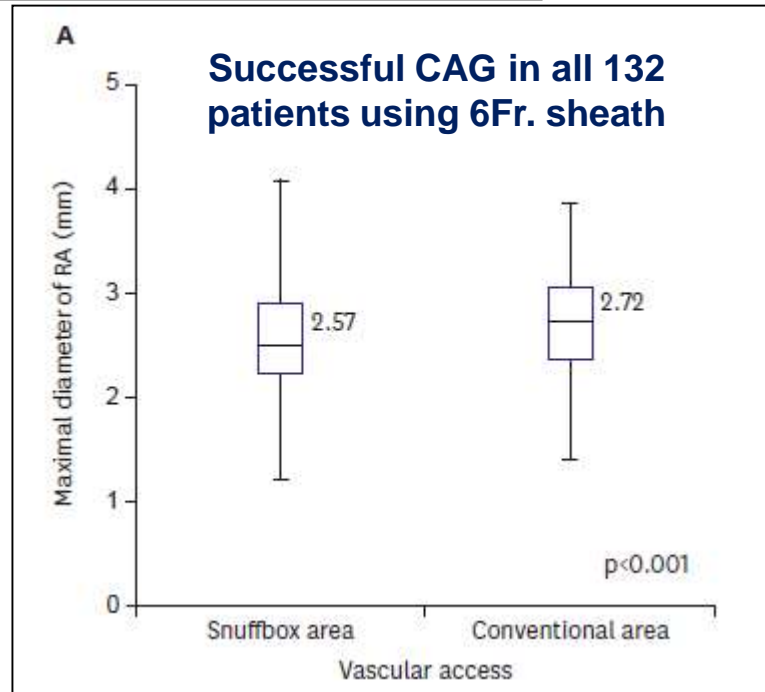 A
Successful CAG in all 132
patients using 6Fr. sheath
Maximal diameter of RA (mm)
5
4
3
2
1
0
2.57
2.72
p<0.001
Snuffbox area
Conventional area
Vascular access